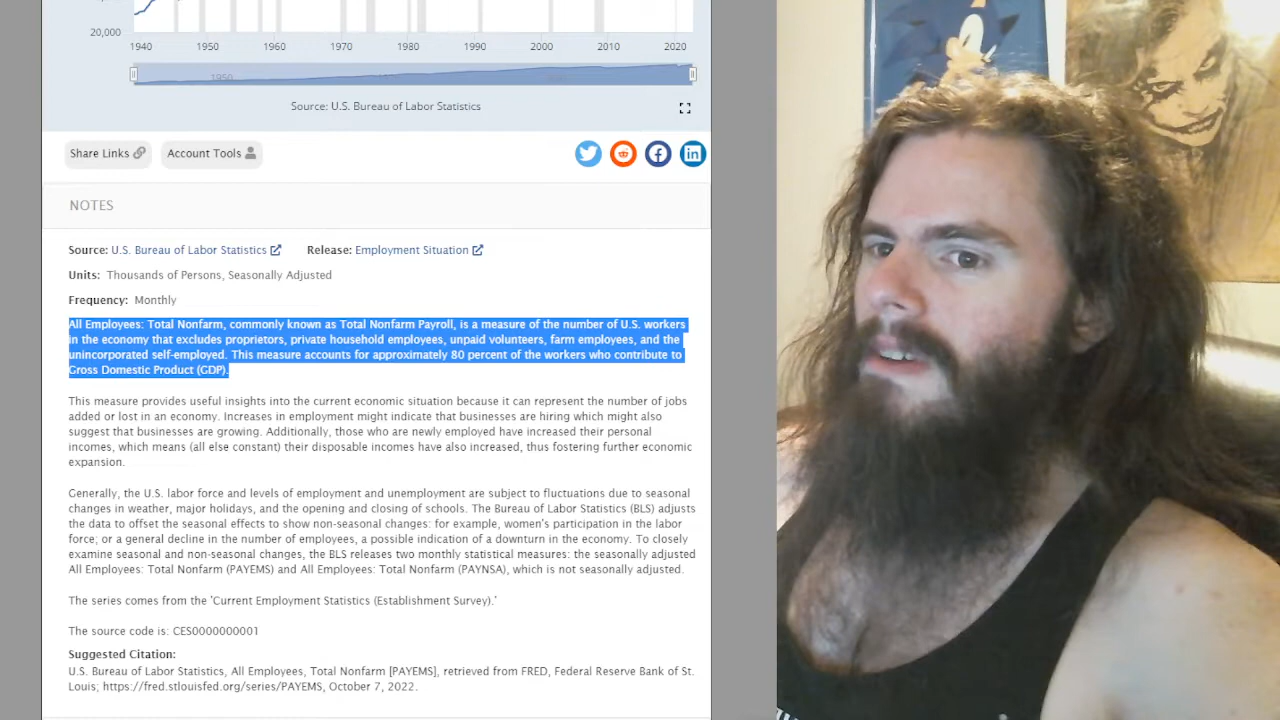 20,000
1940 1950 1960 1970 1980 1990 2000 2010 2020
1950
Source: U.S. Bureau of Labor Statistics
Share Links Account Tools
NOTES
Source: U.S. Bureau of Labor Statistics Release: Employment Situation
Units: Thousands of Persons, Seasonally Adjusted
Frequency: Monthly
All Employees: Total Nonfarm, commonly known as Total Nonfarm Payroll, is a measure of the number of U.S. workers
in the economy that excludes proprietors, private household employees, unpaid volunteers, farm employees, and the
unincorporated self-employed. This measure accounts for approximately 80 percent of the workers who contribute to
Gross Domestic Product (GDP).
This measure provides useful insights into the current economic situation because it can represent the number of jobs
added or lost in an economy. Increases in employment might indicate that businesses are hiring which might also
suggest that businesses are growing. Additionally, those who are newly employed have increased their personal
incomes, which means (all else constant) their disposable incomes have also increased, thus fostering further economic
expansion.
Generally, the U.S. labor force and levels of employment and unemployment are subject to fluctuations due to seasonal
changes in weather, major holidays, and the opening and closing of schools. The Bureau of Labor Statistics (BLS) adjusts
the data to offset the seasonal effects to show non-seasonal changes: for example, women's participation in the labor
force; or a general decline in the number of employees, a possible indication of a downturn in the economy. To closely
examine seasonal and non-seasonal changes, the BLS releases two monthly statistical measures: the seasonally adjusted
All Employees: Total Nonfarm (PAYEMS) and All Employees: Total Nonfarm (PAYNSA), which is not seasonally adjusted.
The series comes from the 'Current Employment Statistics (Establishment Survey).'
The source code is: CES0000000001
Suggested Citation:
U.S. Bureau of Labor Statistics, All Employees, Total Nonfarm [PAYEMS], retrieved from FRED, Federal Reserve Bank of St.
Louis; https://fred.stlouisfed.org/series/PAYEMS, October 7, 2022.